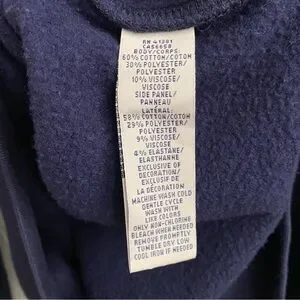 RN 41381
CA56658
BODY/CORPS:
60% COTTON/COTON
30% POLYESTER/
POLYESTER
10% VISCOSE/
VISCOSE
SIDE PANEL/
PANNEAU
LATÉRAL:
58% COTTON/COTON
29% POLYESTER/
POLYESTER
9% VISCOSE/
VISCOSE
4% ELASTANE/
ELASTHANNE
EXCLUSIVE OF
DECORATION/
EXCLUSIF DE
LA DÉCORATION
MACHINE WASH COLD
GENTLE CYCLE
WASH WITH
LIKE COLORS
ONLY NON-CHLORINE
BLEACH WHEN NEEDED
REMOVE PROMPTLY
TUMBLE DRY LOW
COOL IRON IF NEEDED